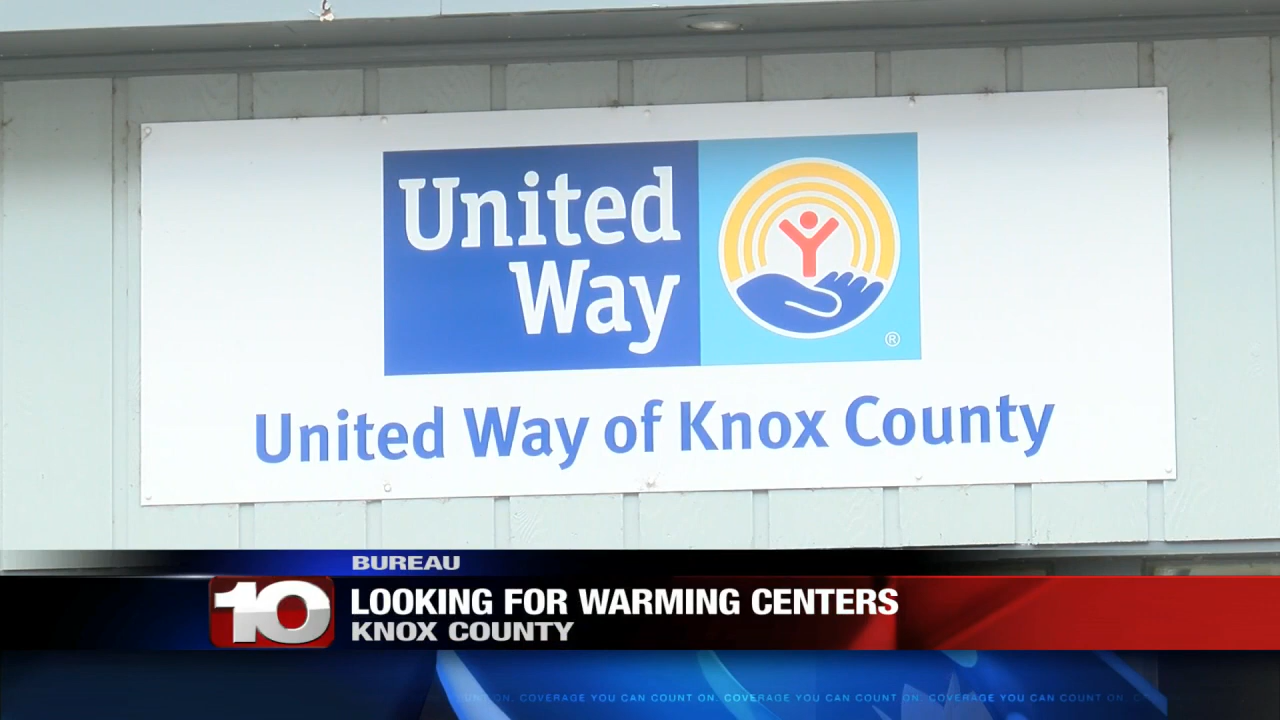 United
Way
®
United Way of Knox County
BUREAU
10
LOOKING FOR WARMING CENTERS
KNOX COUNTY
ON. COVERAGE YOU CAN COUNT ON. COVERAGE YOU CAN COUNT ON. COVERAGE YOU CAN COUNT ON. C